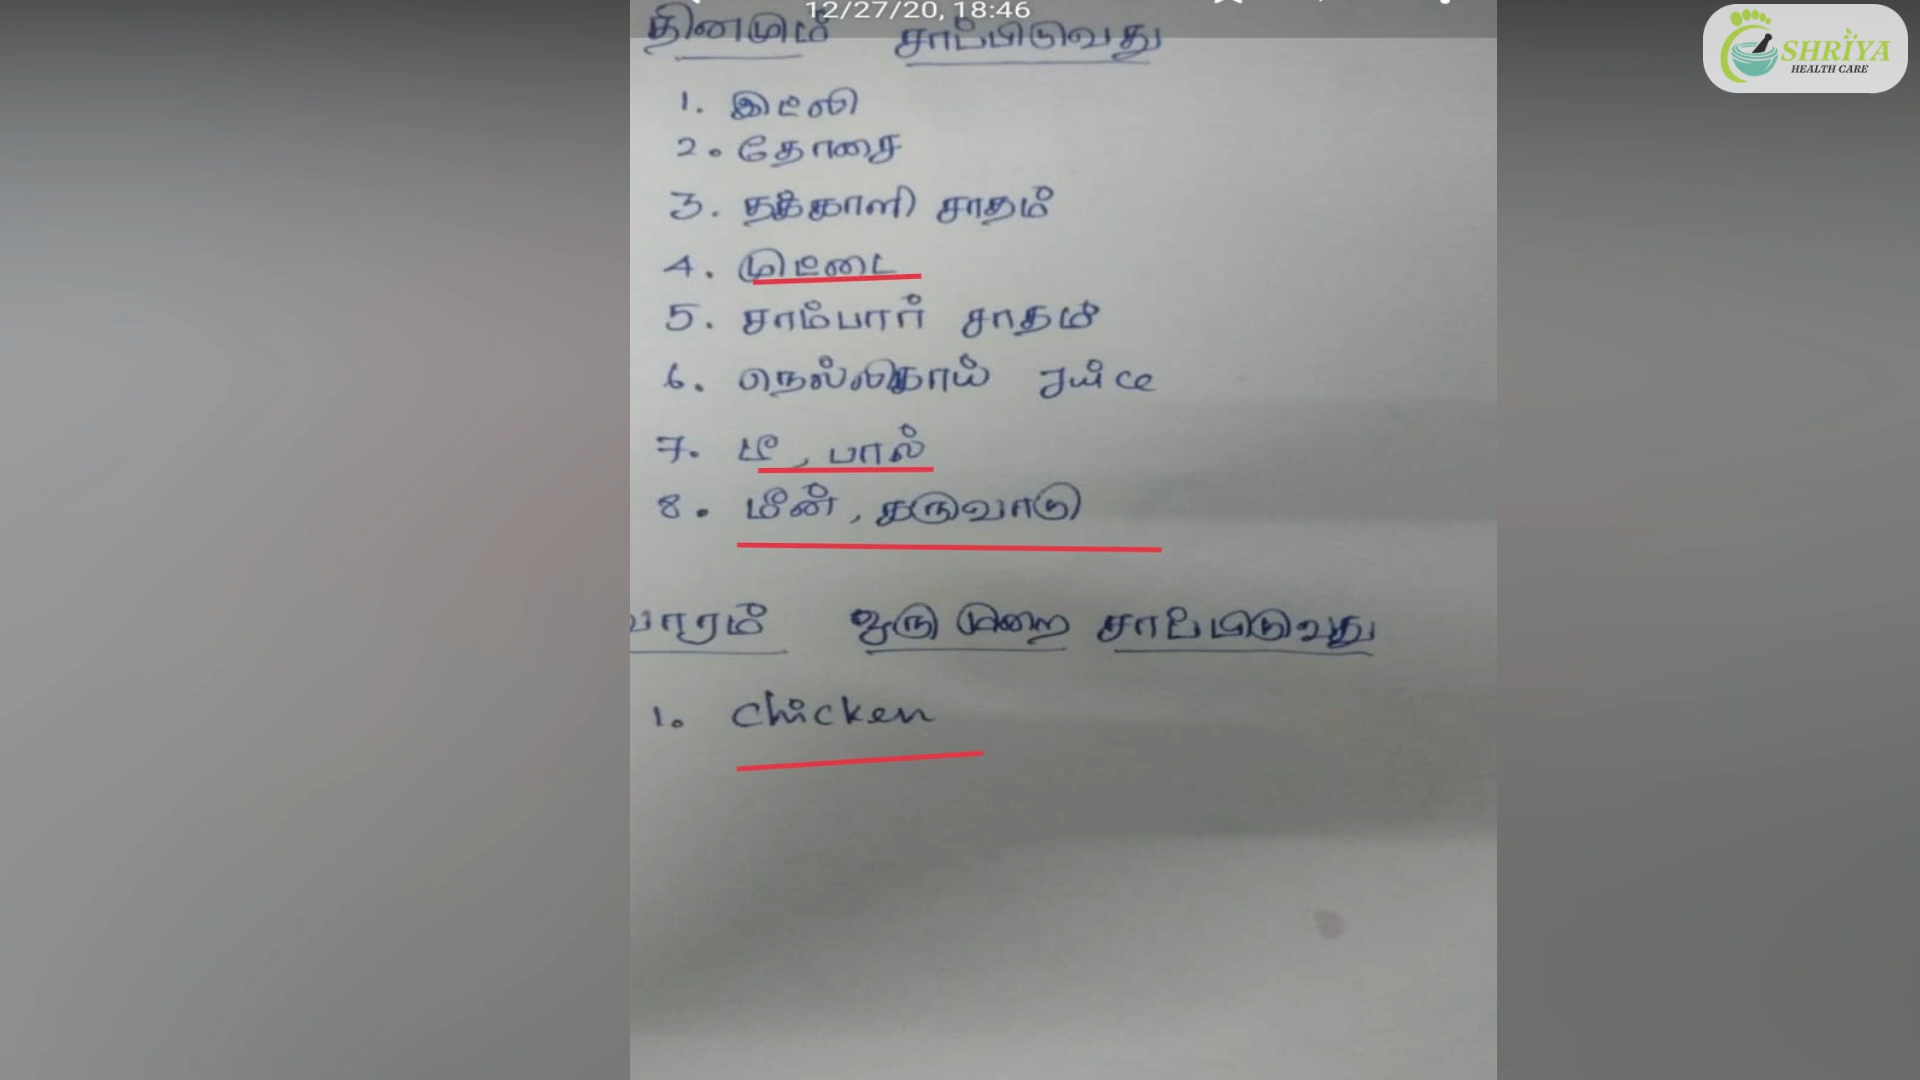 12/27/20, 18:46
SHRIYA
HEALTH CARE
தினமும் சாப்பிடுவது
1. இட்லி
2. தோசை
3. தக்காளி சாதம்
4. முட்டை
5. சாம்பார் சாதம்
6. நெல்லிகாய் Juice
7. டீ, பால்
8. மீன், கருவாடு
வாரம் ஒரு முறை சாப்பிடுவது
1. Chicken